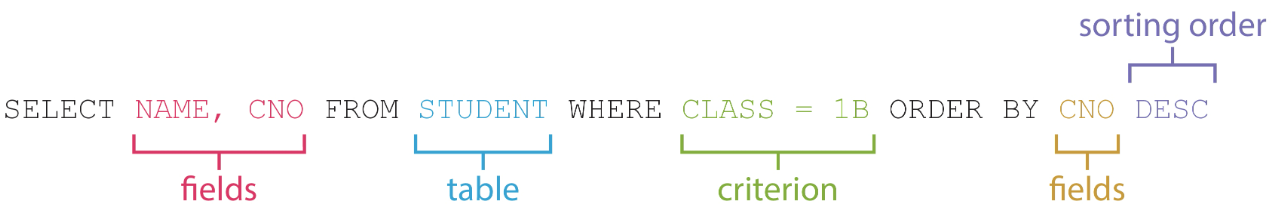 sorting order
SELECT NAME, CNO FROM STUDENT WHERE CLASS = 1B ORDER BY CNO DESC
fields table criterion fields